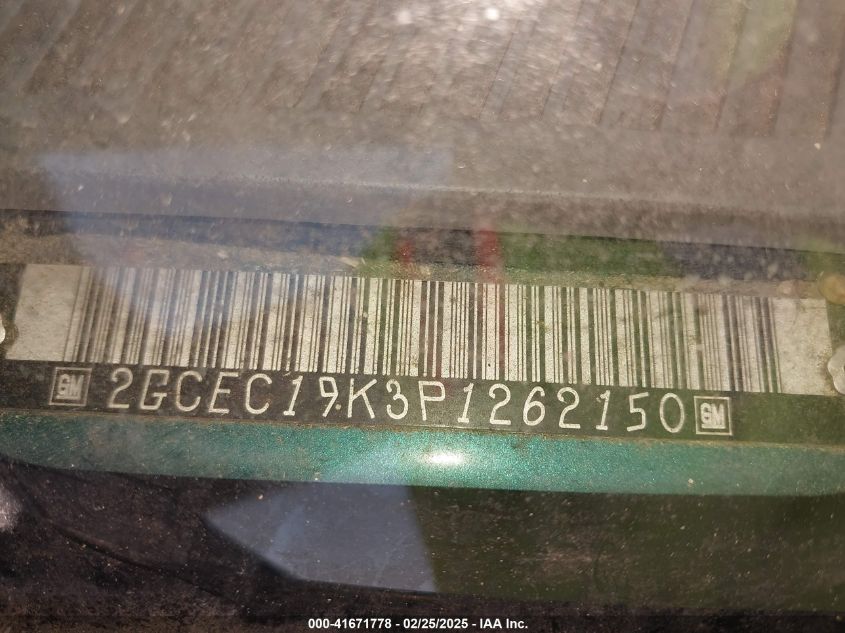 GM 2GCEC19K3P1262150 GM
000-41671778 - 02/25/2025 - IAA Inc.